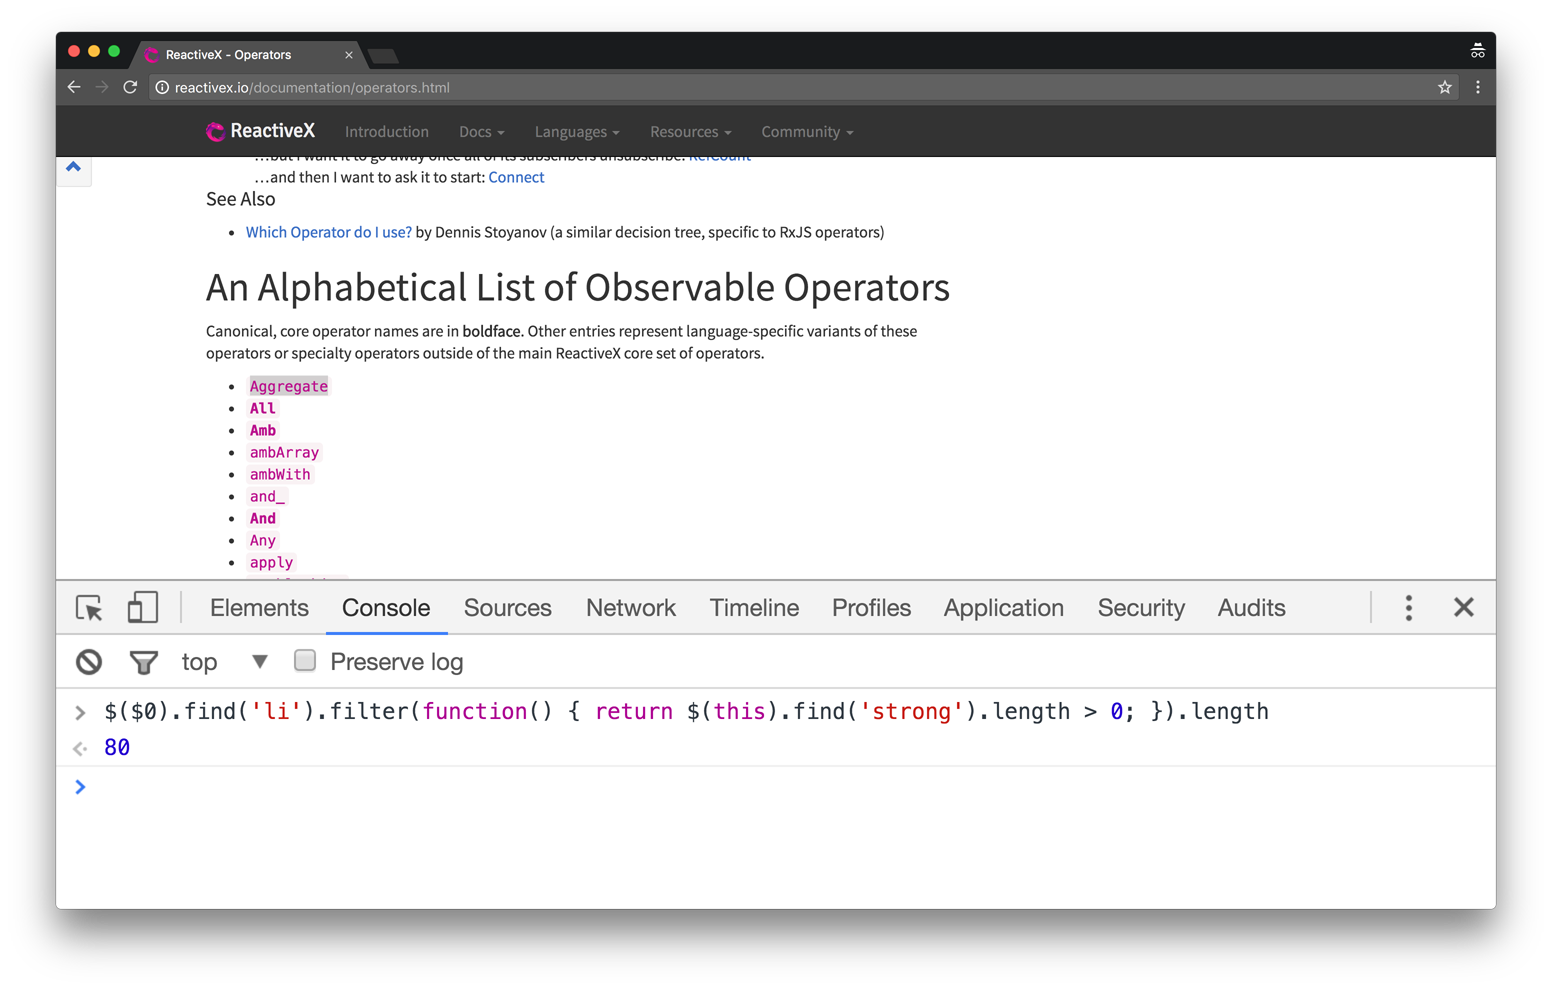 ReactiveX - Operators
reactivex.io/documentation/operators.html
ReactiveX Introduction Docs Languages Resources Community
...but I want it to go away once all of its subscribers unsubscribe: RefCount
...and then I want to ask it to start: Connect
See Also
Which Operator do I use? by Dennis Stoyanov (a similar decision tree, specific to RxJS operators)
An Alphabetical List of Observable Operators
Canonical, core operator names are in boldface. Other entries represent language-specific variants of these
operators or specialty operators outside of the main ReactiveX core set of operators.
Aggregate
All
Amb
ambArray
ambWith
and_
And
Any
apply
Elements Console Sources Network Timeline Profiles Application Security Audits
top Preserve log
$($0).find('li').filter(function() { return $(this).find('strong').length > 0; }).length
80